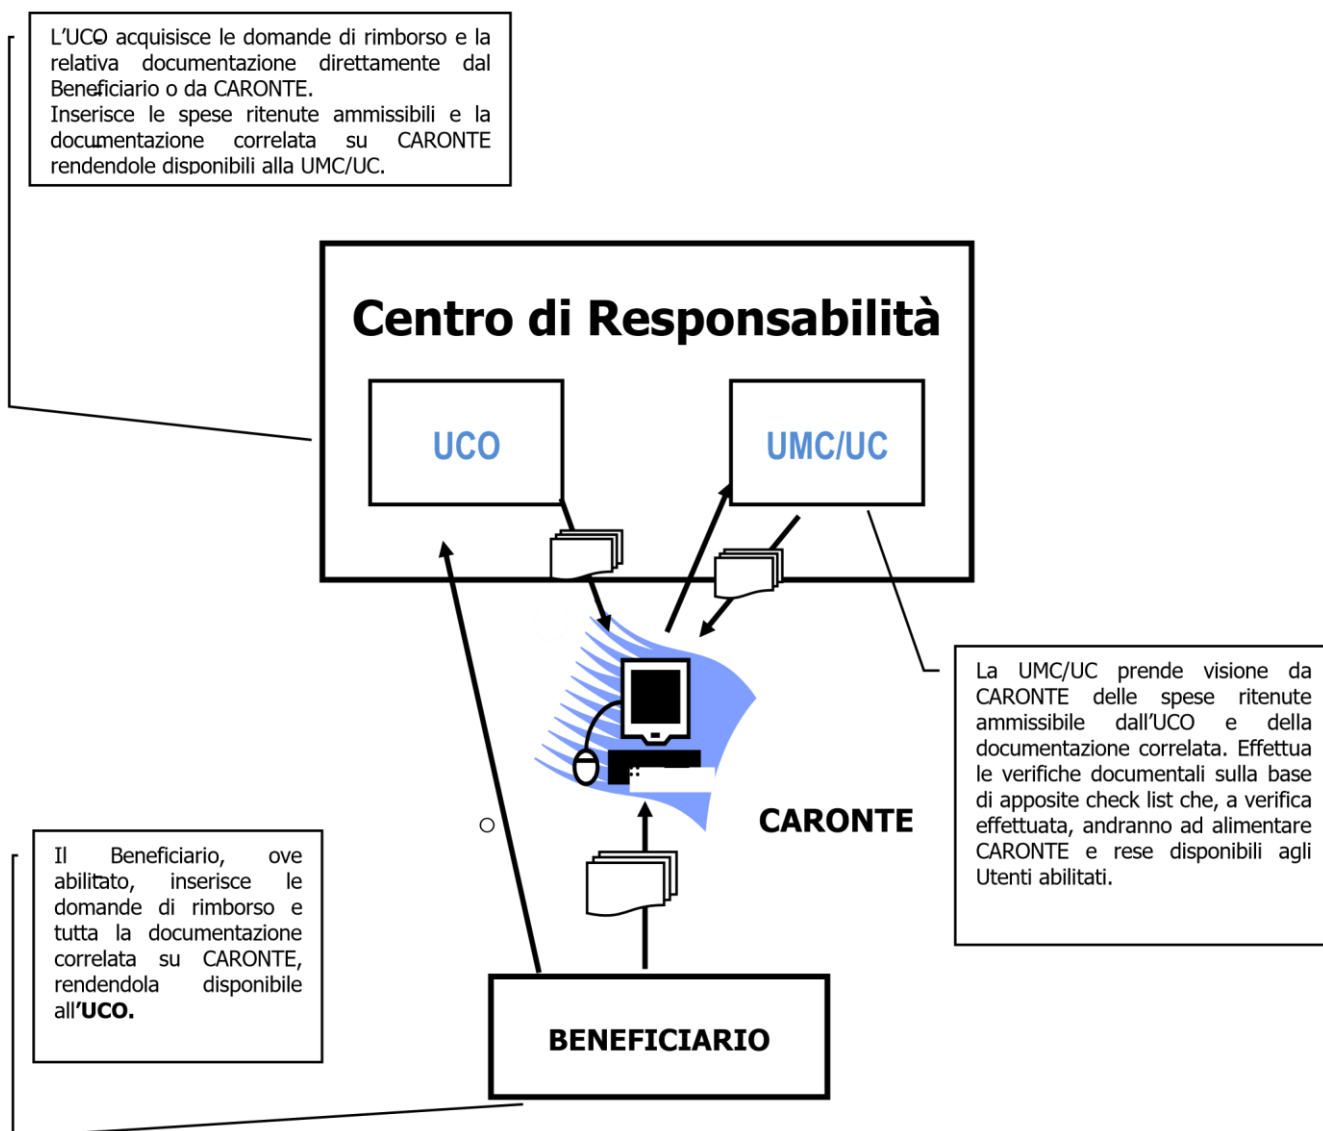 L'UCO acquisisce le domande di rimborso e la
relativa documentazione direttamente dal
Beneficiario o da CARONTE.
Inserisce le spese ritenute ammissibili e la
documentazione correlata su CARONTE
rendendole disponibili alla UMC/UC.
Centro di Responsabilità
UCO
UMC/UC
La UMC/UC prende visione da
CARONTE delle spese ritenute
ammissibile dall'UCO e della
documentazione correlata. Effettua
le verifiche documentali sulla base
di apposite check list che, a verifica
effettuata, andranno ad alimentare
CARONTE e rese disponibili agli
Utenti abilitati.
CARONTE
Il Beneficiario, ove
abilitato, inserisce le
domande di rimborso e
tutta la documentazione
correlata su CARONTE,
rendendola disponibile
all'UCO.
BENEFICIARIO